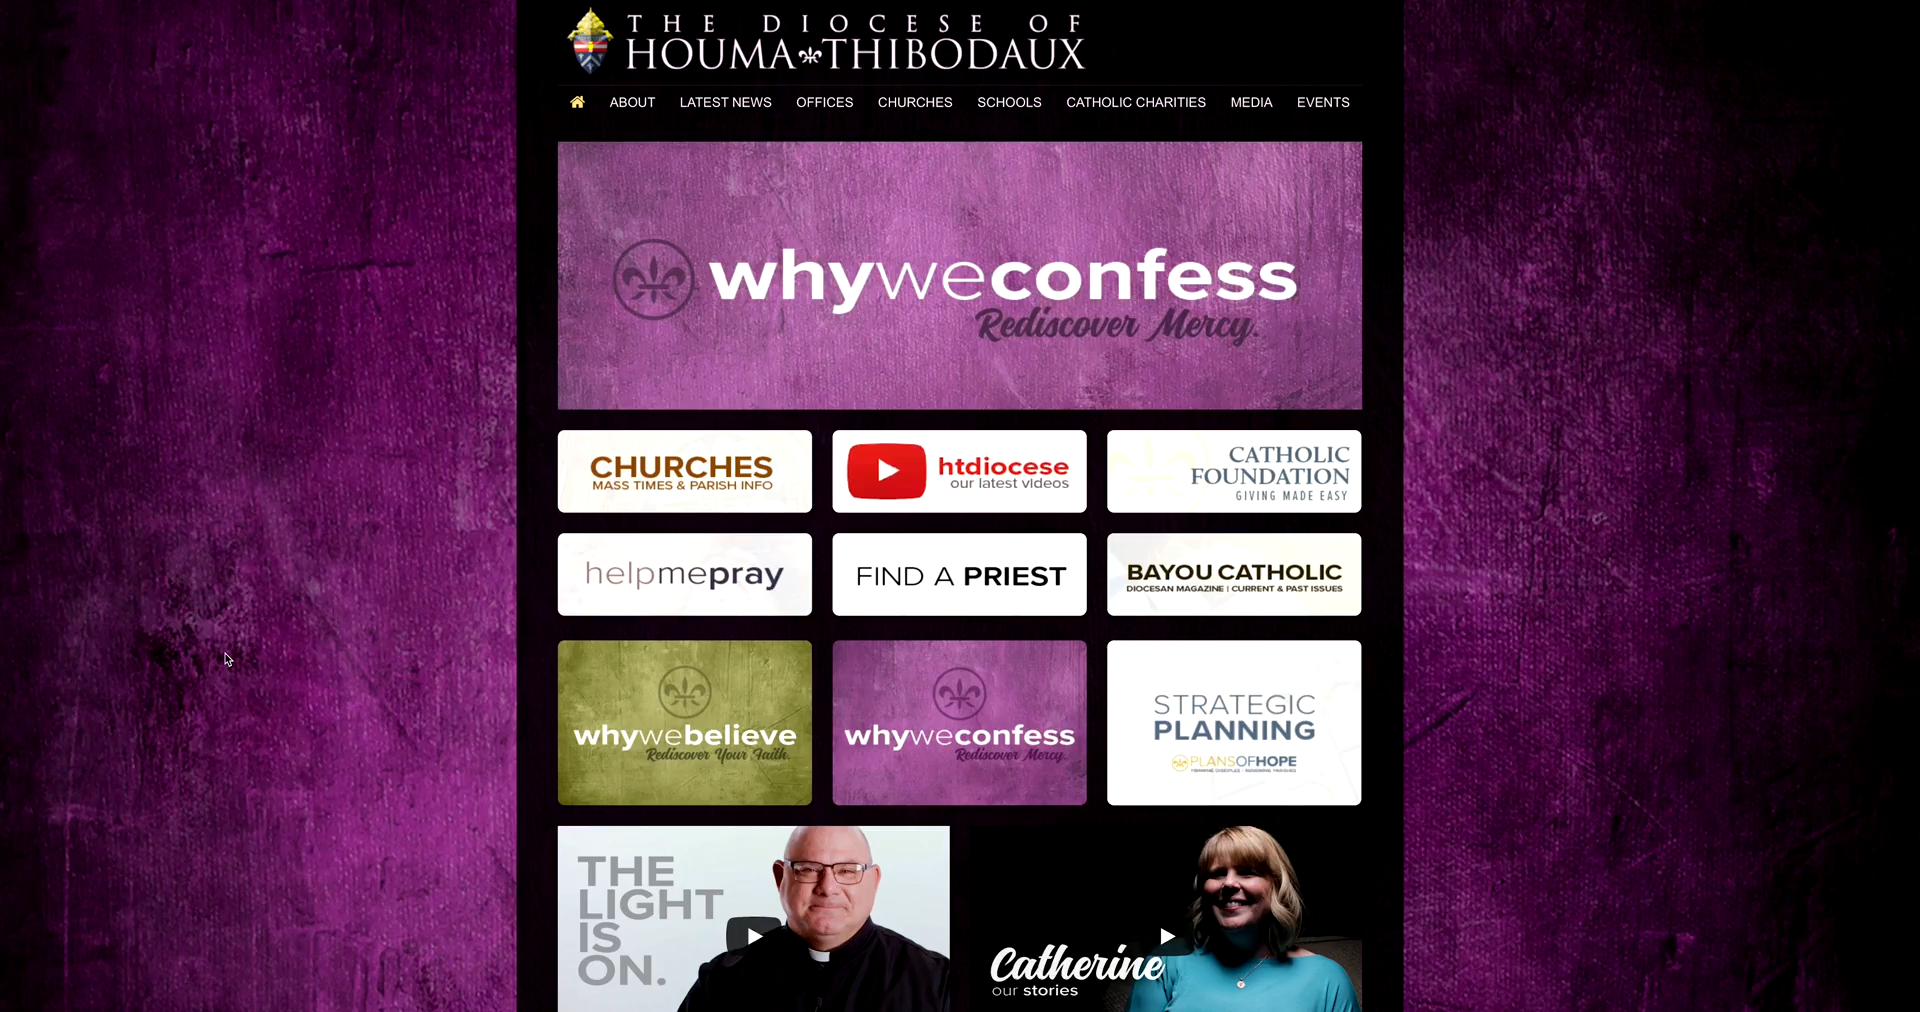 THE DIOCESE OF
HOUMA THIBODAUX
ABOUT LATEST NEWS OFFICES CHURCHES SCHOOLS CATHOLIC CHARITIES MEDIA EVENTS
whyweconfess
Rediscover Mercy.
CHURCHES
MASS TIMES & PARISH INFO
htdiocese
our latest videos
CATHOLIC
FOUNDATION
GIVING MADE EASY
helpmepray
FIND A PRIEST
BAYOU CATHOLIC
DIOCESAN MAGAZINE | CURRENT & PAST ISSUES
whywebelieve
Rediscover Your Faith.
whyweconfess
Rediscover Mercy.
STRATEGIC
PLANNING
PLANSOFHOPE
THE
LIGHT
IS
ON.
Catherine
our stories